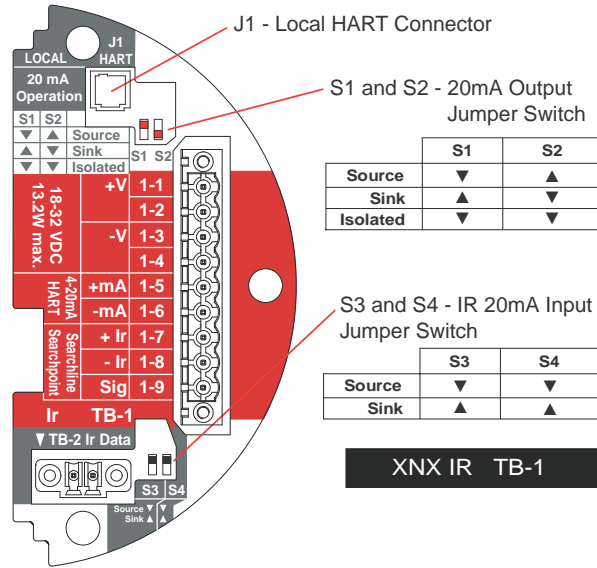 J1 - Local HART Connector
J1
LOCAL HART
20 mA
Operation
S1 S2
▼ ▲ Source
▲ ▼ Sink
▼ ▼ Isolated
S1 S2
S1 and S2 - 20mA Output
Jumper Switch
S1 S2
Source ▼ ▲
Sink ▲ ▼
Isolated ▼ ▼
18-32 VDC
13.2W max.
+V 1-1
1-2
-V 1-3
1-4
4-20mA
HART
+mA 1-5
-mA 1-6
Searchline
Searchpoint
+ Ir 1-7
- Ir 1-8
Sig 1-9
Ir TB-1
▼ TB-2 Ir Data
S3 S4
Source ▼ ▼
Sink ▲ ▲
S3 and S4 - IR 20mA Input
Jumper Switch
S3 S4
Source ▼ ▼
Sink ▲ ▲
XNX IR TB-1